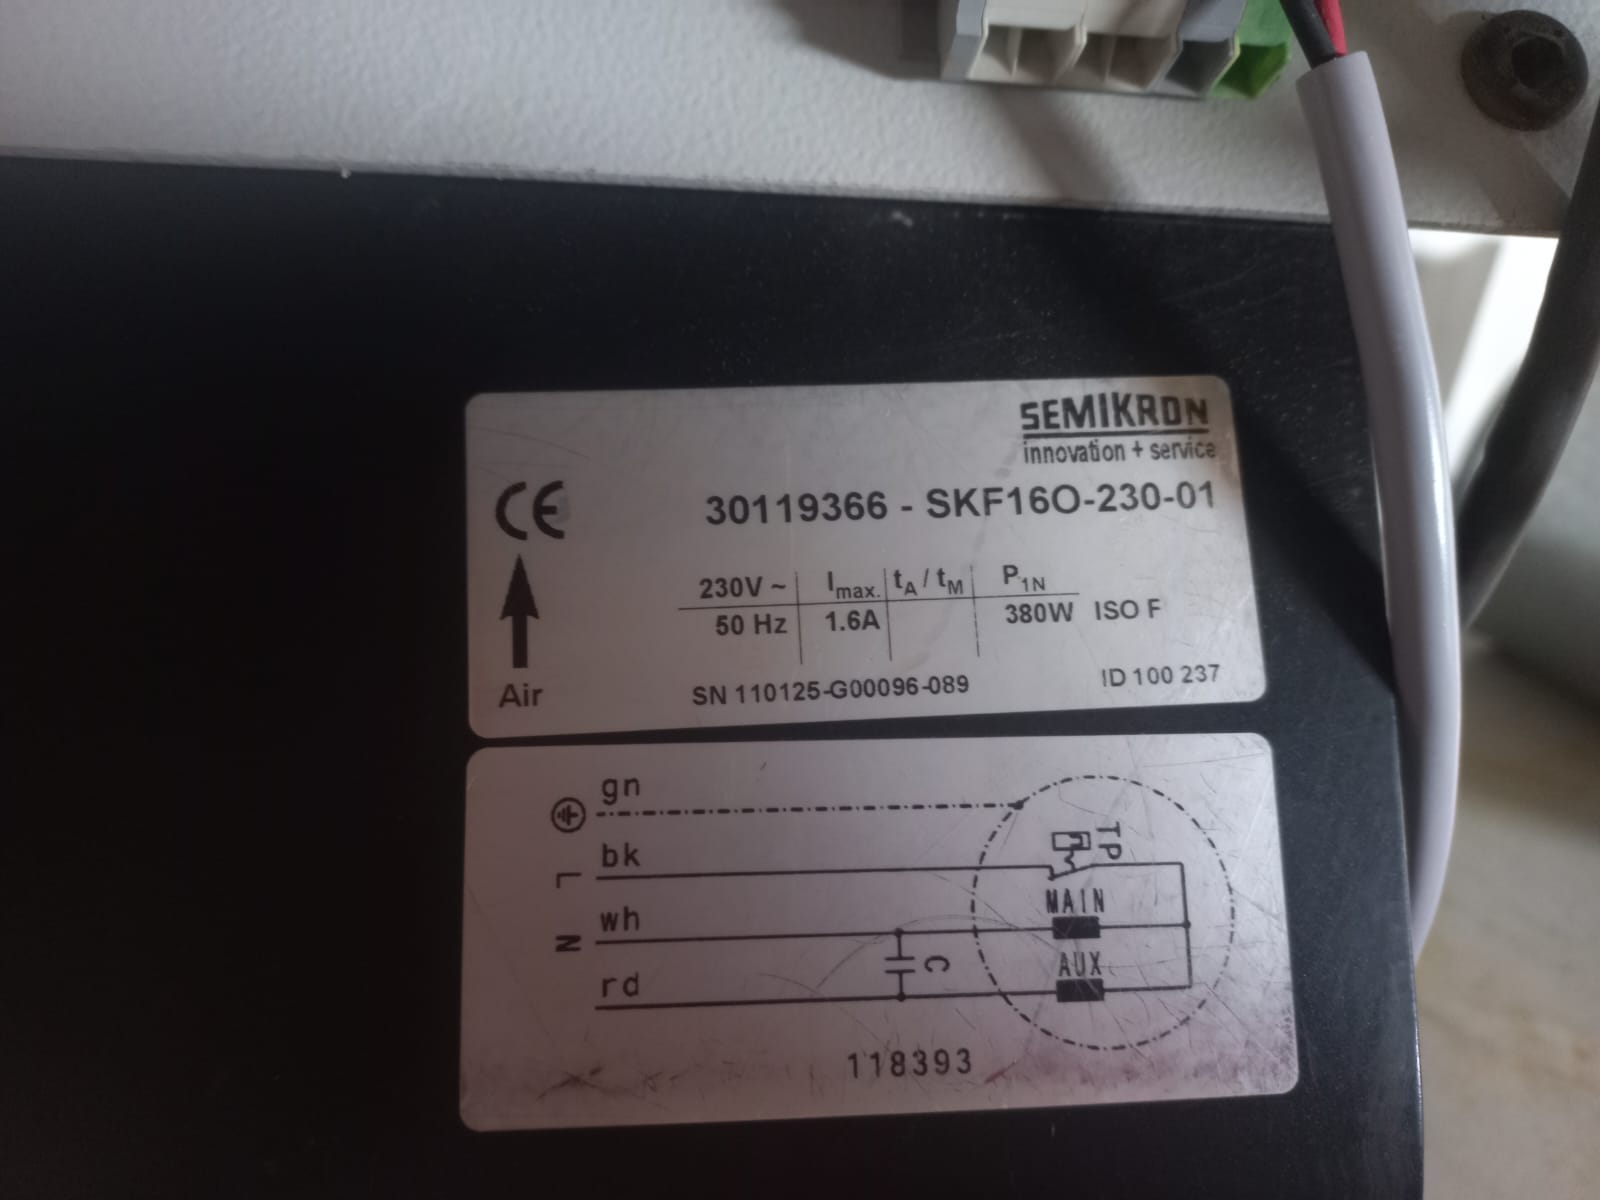 SEMIKRON
innovation + service
CE
30119366 - SKF16O-230-01
230V ~ Imax. tA / tM P1N
50 Hz 1.6A 380W ISO F
Air
SN 110125-G00096-089
ID 100 237
gn
bk
L
TP
MAIN
wh
N
C
AUX
rd
118393